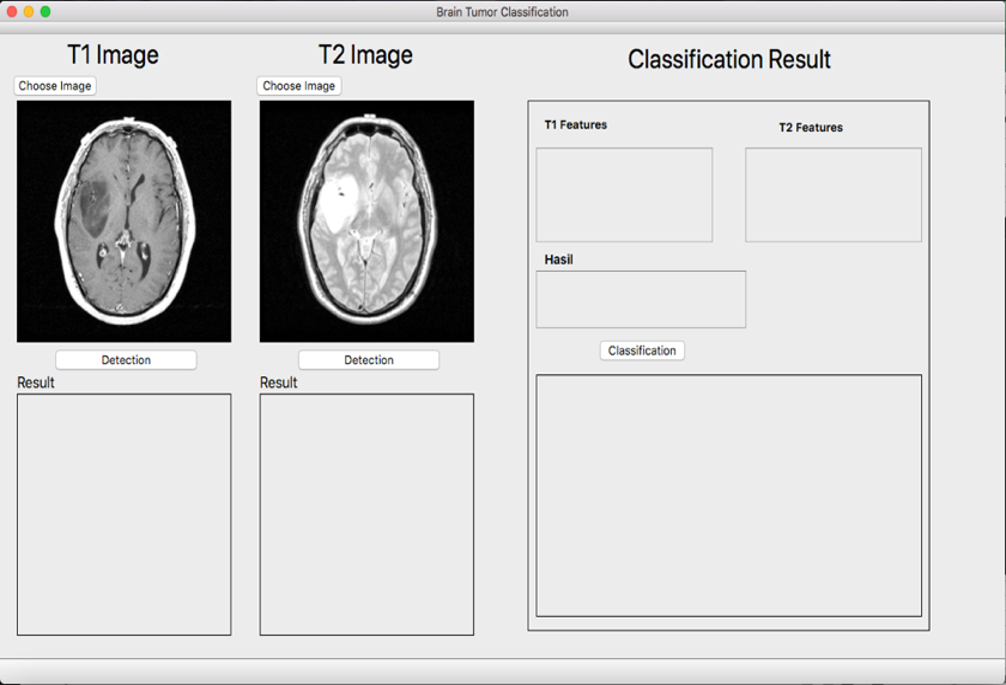 Brain Tumor Classification
T1 Image
T2 Image
Classification Result
Choose Image
Choose Image
T1 Features
T2 Features
Hasil
Classification
Detection
Detection
Result
Result